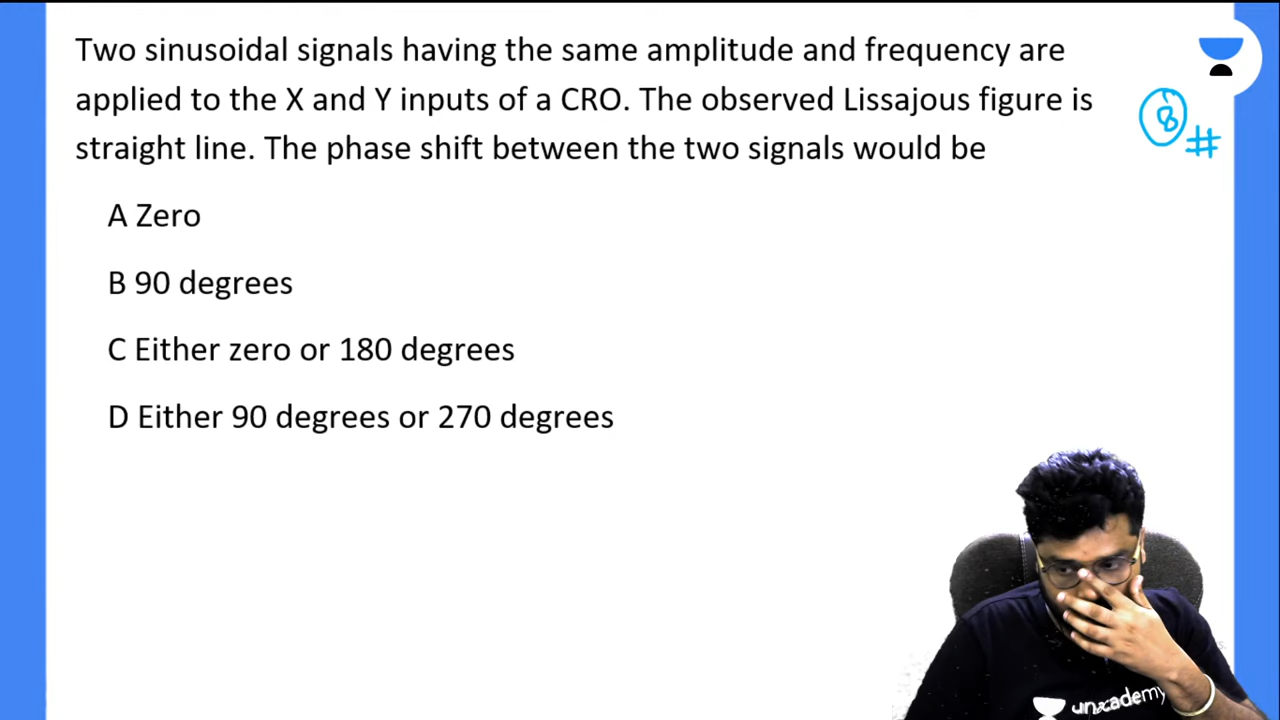 Two sinusoidal signals having the same amplitude and frequency are
applied to the X and Y inputs of a CRO. The observed Lissajous figure is
straight line. The phase shift between the two signals would be
8
#
A Zero
B 90 degrees
C Either zero or 180 degrees
D Either 90 degrees or 270 degrees
unacademy